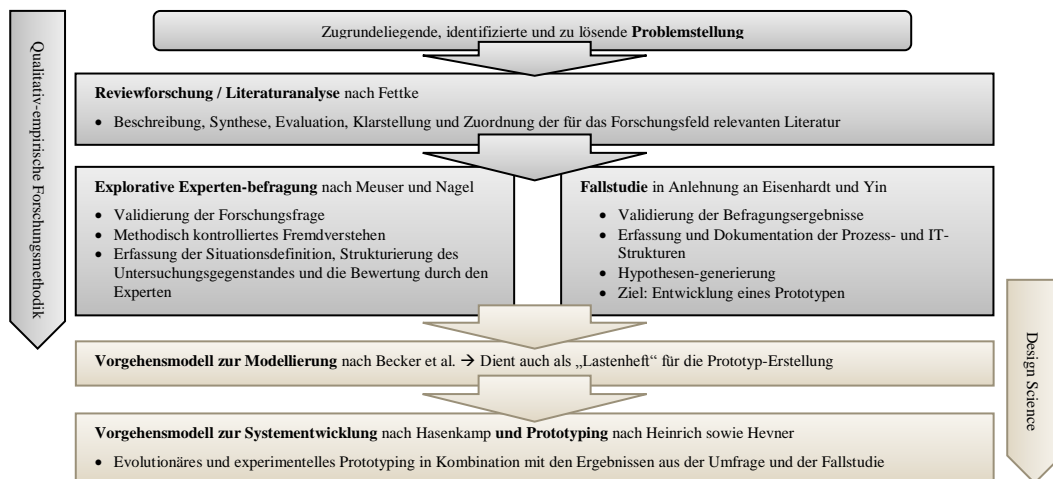 Qualitativ-empirische Forschungsmethodik
Zugrundeliegende, identifizierte und zu lösende Problemstellung
Reviewforschung / Literaturanalyse nach Fettke
• Beschreibung, Synthese, Evaluation, Klarstellung und Zuordnung der für das Forschungsfeld relevanten Literatur
Explorative Experten-befragung nach Meuser und Nagel
• Validierung der Forschungsfrage
• Methodisch kontrolliertes Fremdverstehen
• Erfassung der Situationsdefinition, Strukturierung des
Untersuchungsgegenstandes und die Bewertung durch den
Experten
Fallstudie in Anlehnung an Eisenhardt und Yin
• Validierung der Befragungsergebnisse
• Erfassung und Dokumentation der Prozess- und IT-
Strukturen
• Hypothesen-generierung
• Ziel: Entwicklung eines Prototypen
Design Science
Vorgehensmodell zur Modellierung nach Becker et al. → Dient auch als „Lastenheft“ für die Prototyp-Erstellung
Vorgehensmodell zur Systementwicklung nach Hasenkamp und Prototyping nach Heinrich sowie Hevner
• Evolutionäres und experimentelles Prototyping in Kombination mit den Ergebnissen aus der Umfrage und der Fallstudie